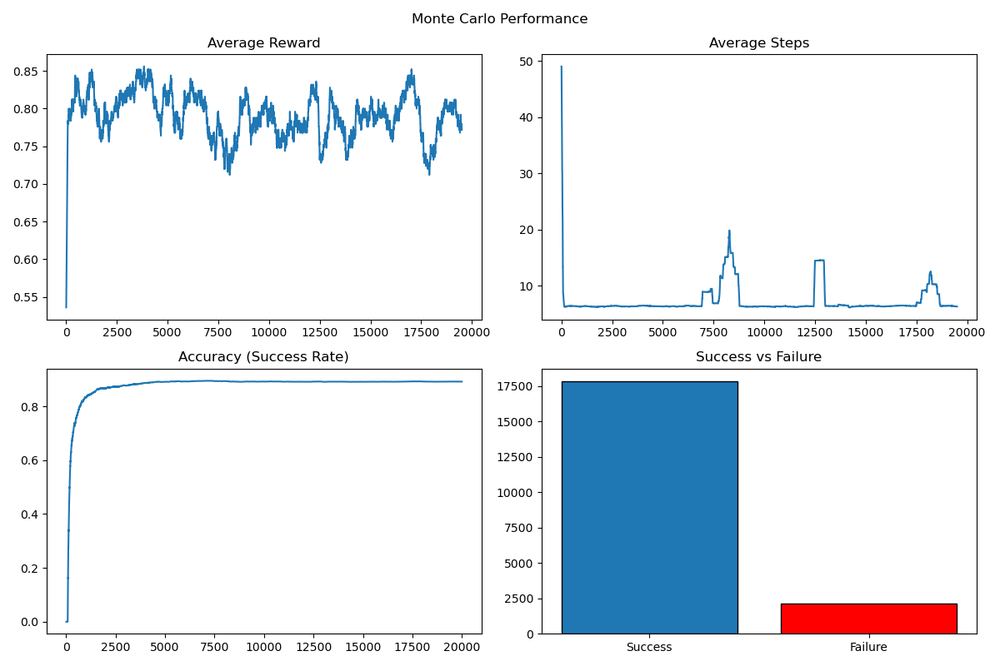 Monte Carlo Performance
Average Reward
0.85
0.80
0.75
0.70
0.65
0.60
0.55
0 2500 5000 7500 10000 12500 15000 17500 20000
Average Steps
50
40
30
20
10
0 2500 5000 7500 10000 12500 15000 17500 20000
Accuracy (Success Rate)
0.8
0.6
0.4
0.2
0.0
0 2500 5000 7500 10000 12500 15000 17500 20000
Success vs Failure
17500
15000
12500
10000
7500
5000
2500
0
Success Failure